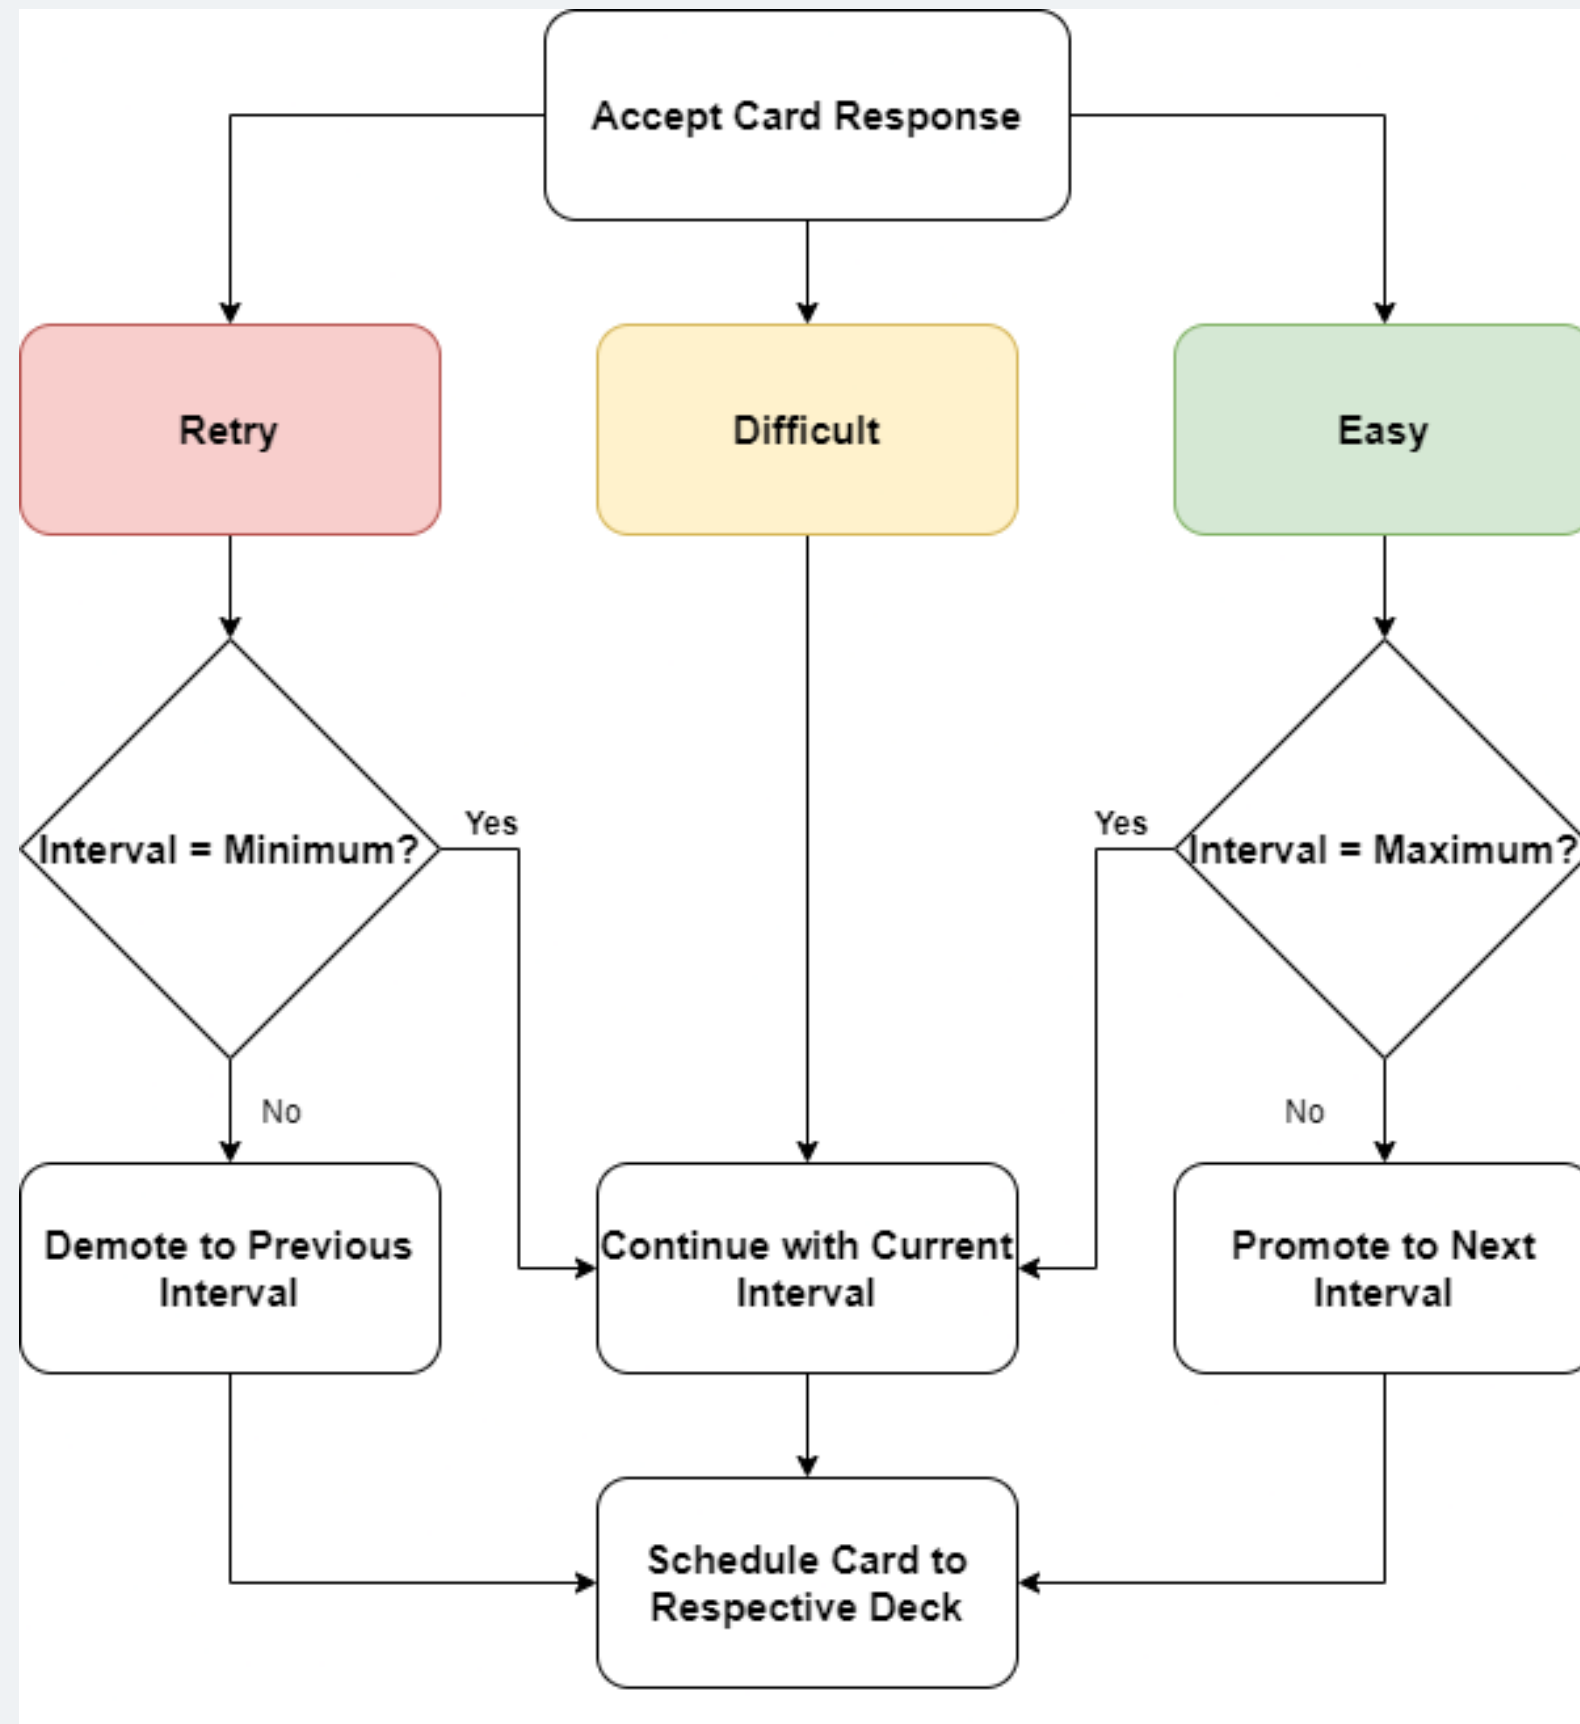 Accept Card Response
Retry
Difficult
Easy
Interval = Minimum?
Yes
Yes
Interval = Maximum?
No
No
Demote to Previous
Interval
Continue with Current
Interval
Promote to Next
Interval
Schedule Card to
Respective Deck